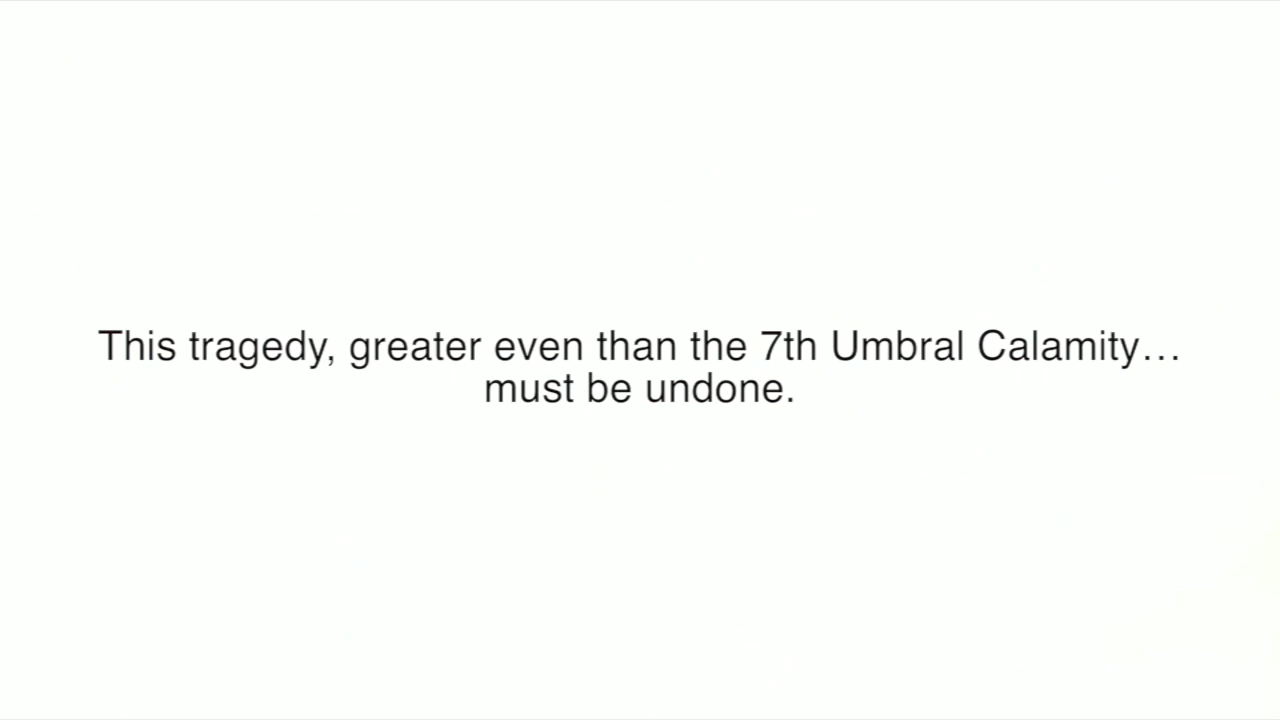 This tragedy, greater even than the 7th Umbral Calamity…
must be undone.